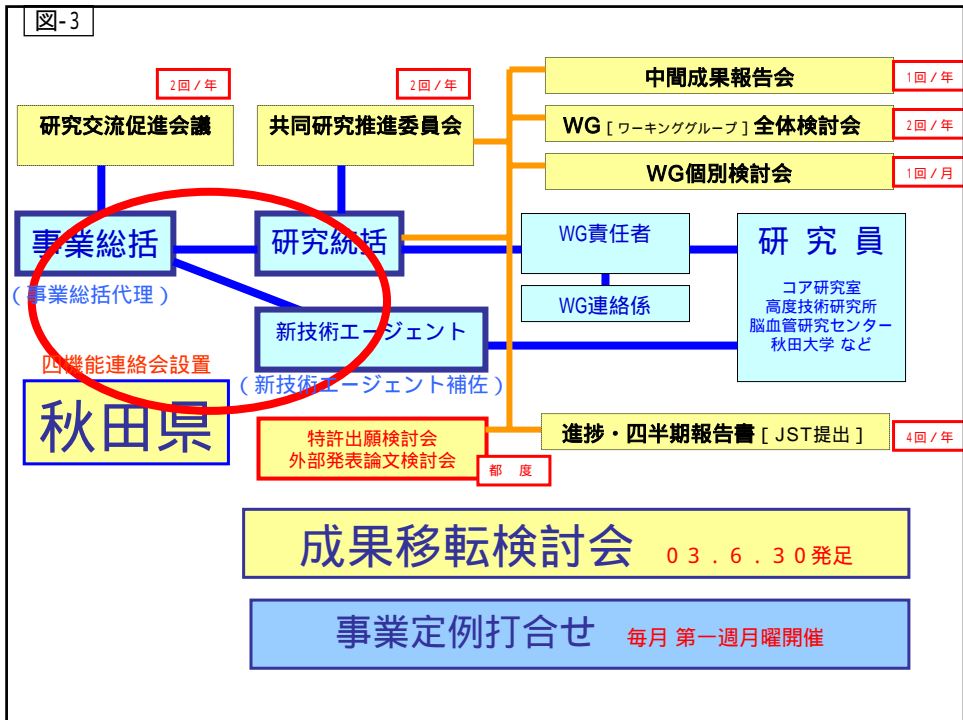 図-3
2回/年
2回/年
研究交流促進会議
共同研究推進委員会
中間成果報告会
1回/年
WG [ ワーキンググループ ] 全体検討会
2回/年
WG個別検討会
1回/月
事業総括
研究統括
(事業総括代理)
WG責任者
WG連絡係
研 究 員
コア研究室
高度技術研究所
脳血管研究センター
秋田大学 など
新技術エージェント
(新技術エージェント補佐)
四機能連絡会設置
秋田県
特許出願検討会
外部発表論文検討会
都 度
進捗・四半期報告書 [ JST提出 ]
4回/年
成果移転検討会 03.6.30発足
事業定例打合せ 毎月 第一週月曜開催